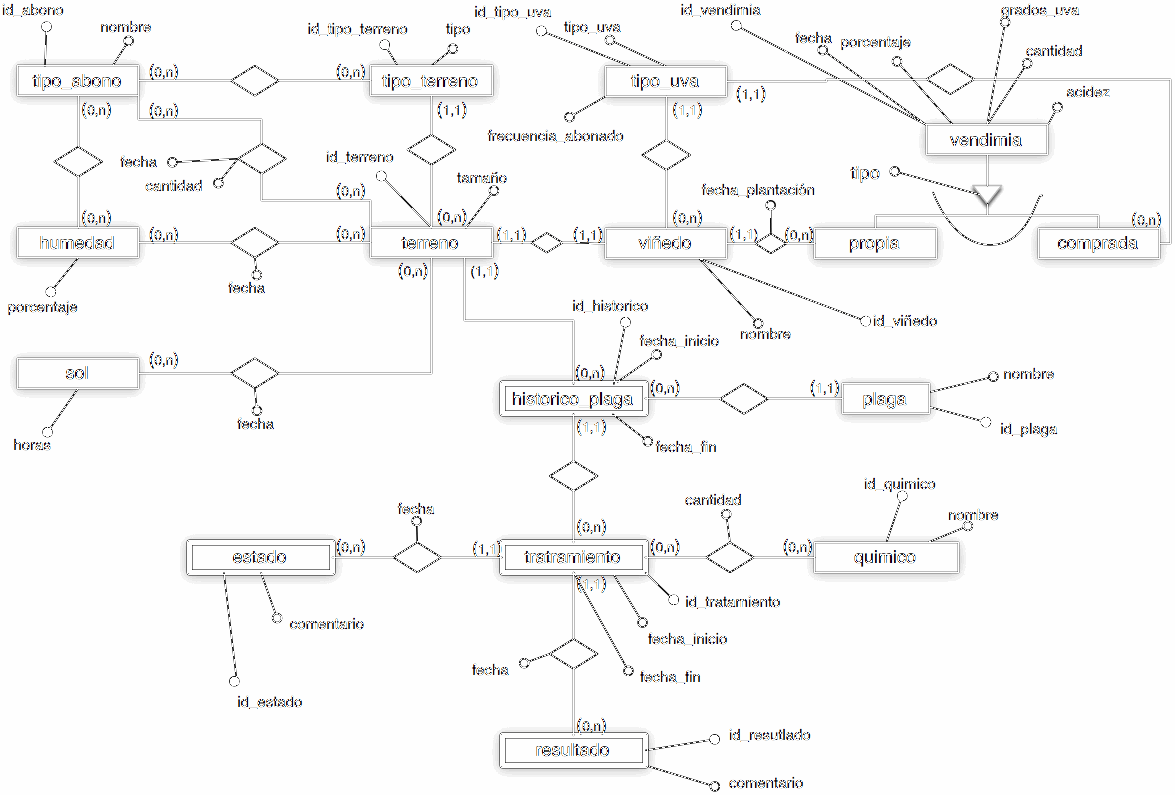 id_abono
nombre
id_tipo_terreno
tipo
id_tipo_uva
tipo_uva
id_vendimia
fecha
porcentaje
grados_uva
cantidad
acidez
tipo_abono
(0,n)
(0,n)
tipo_terreno
tipo_uva
(1,1)
frecuencia_abonado
vendimia
(0,n)
(0,n)
(1,1)
(1,1)
fecha
cantidad
id_terreno
tamaño
fecha_plantación
tipo
(0,n)
(0,n)
(0,n)
(0,n)
(0,n)
humedad
(0,n)
(0,n)
terreno
(1,1)
(1,1)
viñedo
(1,1)
(0,n)
propia
comprada
fecha
porcentaje
(0,n)
(1,1)
nombre
id_viñedo
id_historico
fecha_inicio
sol
(0,n)
fecha
horas
(0,n)
historico_plaga
(0,n)
(1,1)
plaga
nombre
id_plaga
(1,1)
fecha_fin
fecha
cantidad
id_quimico
nombre
(0,n)
estado
(0,n)
(1,1)
tratramiento
(0,n)
(0,n)
quimico
(1,1)
comentario
id_estado
id_tratamiento
fecha_inicio
fecha_fin
fecha
(0,n)
resultado
id_resutlado
comentario